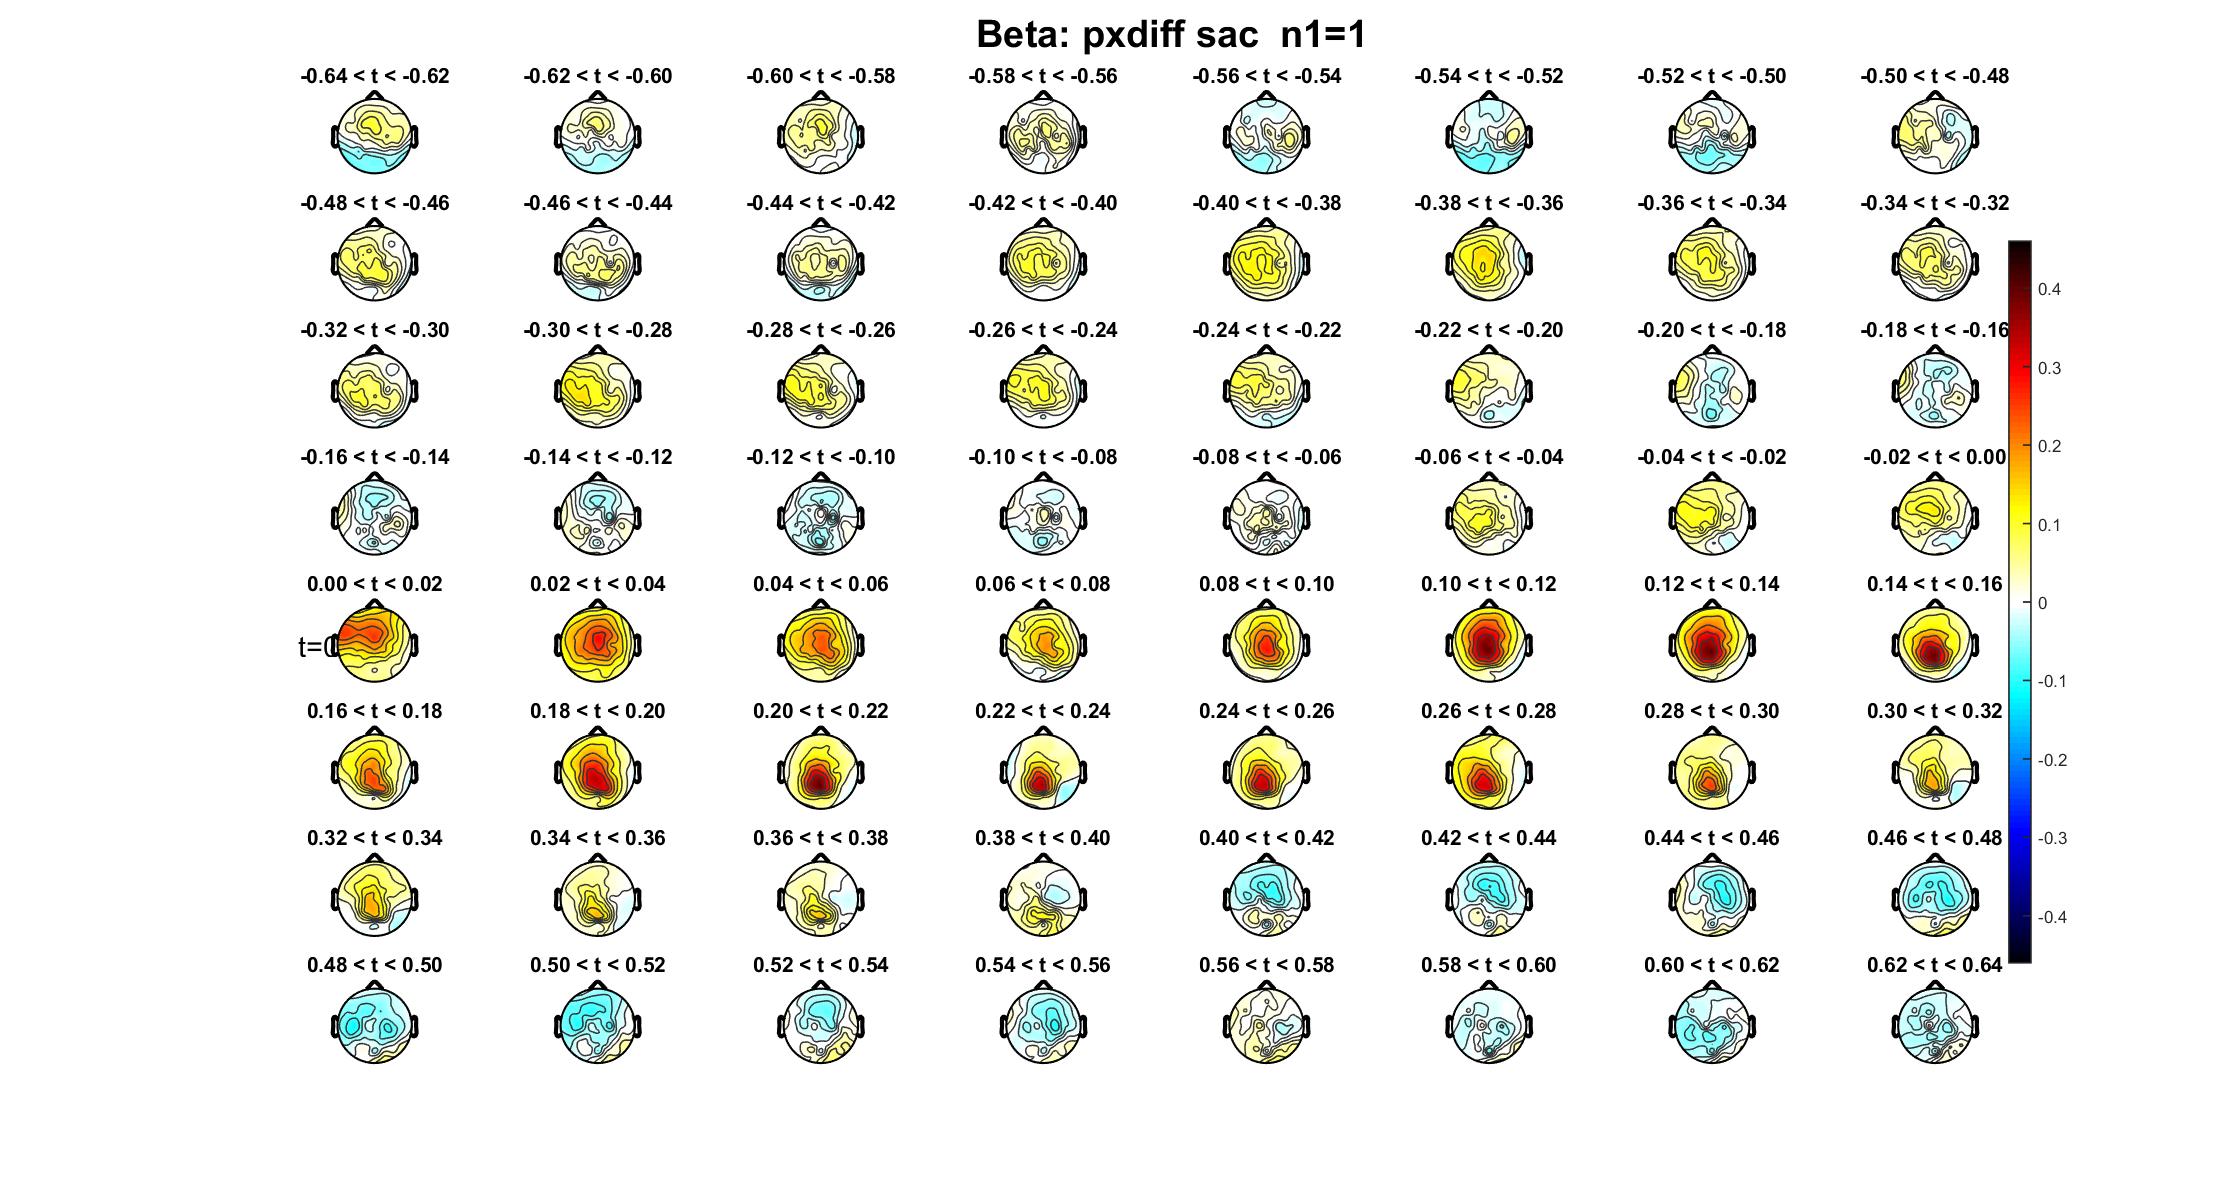 Beta: pxdiff sac  n1=1
-0.64 < t < -0.62
-0.62 < t < -0.60
-0.60 < t < -0.58
-0.58 < t < -0.56
-0.56 < t < -0.54
-0.54 < t < -0.52
-0.52 < t < -0.50
-0.50 < t < -0.48
-0.48 < t < -0.46
-0.46 < t < -0.44
-0.44 < t < -0.42
-0.42 < t < -0.40
-0.40 < t < -0.38
-0.38 < t < -0.36
-0.36 < t < -0.34
-0.34 < t < -0.32
-0.32 < t < -0.30
-0.30 < t < -0.28
-0.28 < t < -0.26
-0.26 < t < -0.24
-0.24 < t < -0.22
-0.22 < t < -0.20
-0.20 < t < -0.18
-0.18 < t < -0.16
-0.16 < t < -0.14
-0.14 < t < -0.12
-0.12 < t < -0.10
-0.10 < t < -0.08
-0.08 < t < -0.06
-0.06 < t < -0.04
-0.04 < t < -0.02
-0.02 < t < 0.00
0.00 < t < 0.02
0.02 < t < 0.04
0.04 < t < 0.06
0.06 < t < 0.08
0.08 < t < 0.10
0.10 < t < 0.12
0.12 < t < 0.14
0.14 < t < 0.16
t=0
0.16 < t < 0.18
0.18 < t < 0.20
0.20 < t < 0.22
0.22 < t < 0.24
0.24 < t < 0.26
0.26 < t < 0.28
0.28 < t < 0.30
0.30 < t < 0.32
0.32 < t < 0.34
0.34 < t < 0.36
0.36 < t < 0.38
0.38 < t < 0.40
0.40 < t < 0.42
0.42 < t < 0.44
0.44 < t < 0.46
0.46 < t < 0.48
0.48 < t < 0.50
0.50 < t < 0.52
0.52 < t < 0.54
0.54 < t < 0.56
0.56 < t < 0.58
0.58 < t < 0.60
0.60 < t < 0.62
0.62 < t < 0.64
0.4
0.3
0.2
0.1
0
-0.1
-0.2
-0.3
-0.4